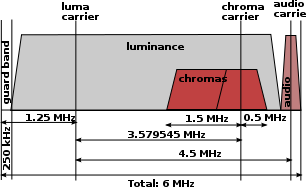 luma
carrier
chroma
carrier
audio
carrie
guard band
luminance
chromas
audio
1.25 MHz
1.5 MHz
0.5 MHz
3.579545 MHz
250 kHz
4.5 MHz
Total: 6 MHz